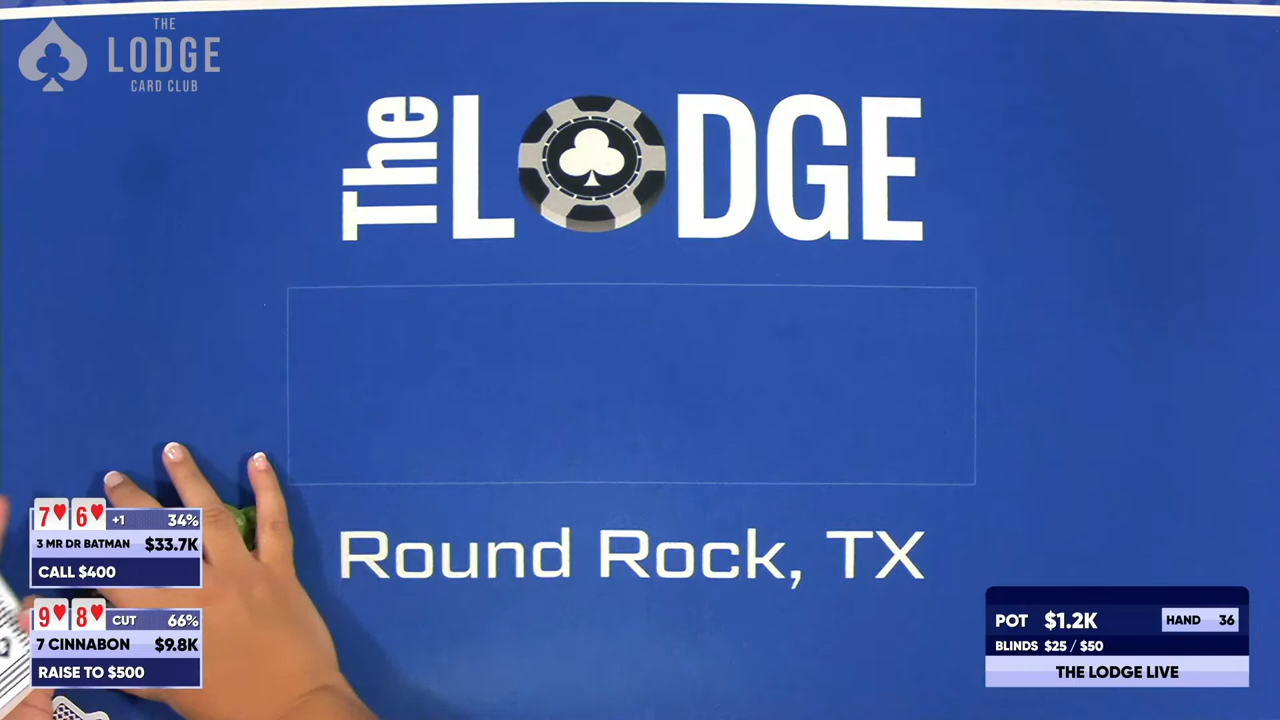 THE
LODGE
CARD CLUB
The LODGE
Round Rock, TX
7 6 +1 34%
3 MR DR BATMAN $33.7K
CALL $400
9 8 CUT 66%
7 CINNABON $9.8K
RAISE TO $500
POT $1.2K HAND 36
BLINDS $25 / $50
THE LODGE LIVE